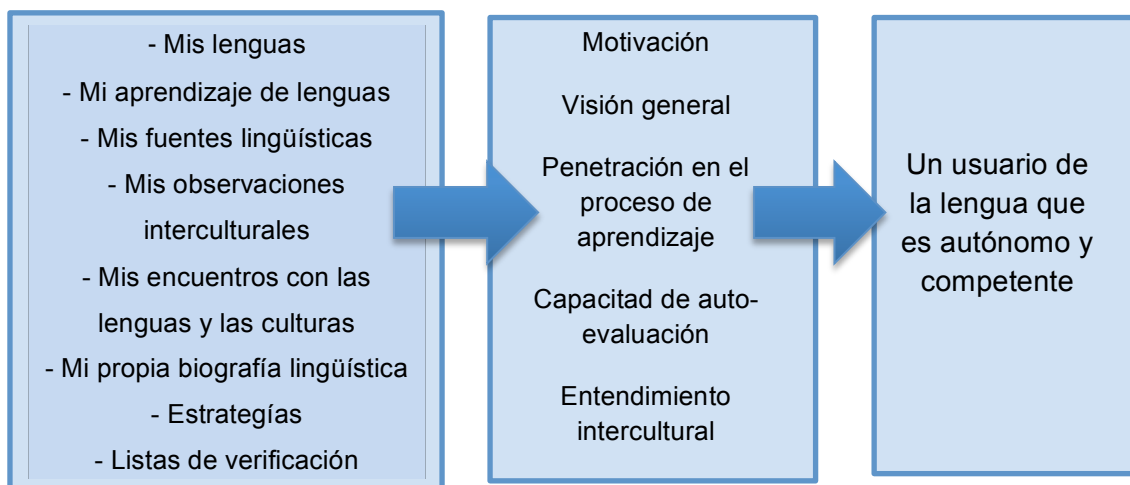 - Mis lenguas
- Mi aprendizaje de lenguas
- Mis fuentes lingüísticas
- Mis observaciones
interculturales
- Mis encuentros con las
lenguas y las culturas
- Mi propia biografía lingüística
- Estrategías
- Listas de verificación
Motivación
Visión general
Penetración en el
proceso de
aprendizaje
Capacitad de auto-
evaluación
Entendimiento
intercultural
Un usuario de
la lengua que
es autónomo y
competente